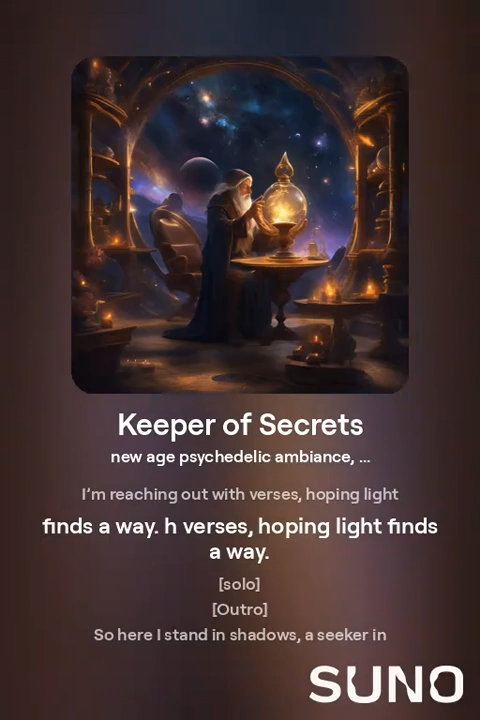 Keeper of Secrets
new age psychedelic ambiance, ...
I'm reaching out with verses, hoping light
finds a way. h verses, hoping light finds
a way.
[solo]
[Outro]
So here I stand in shadows, a seeker in
SUNO